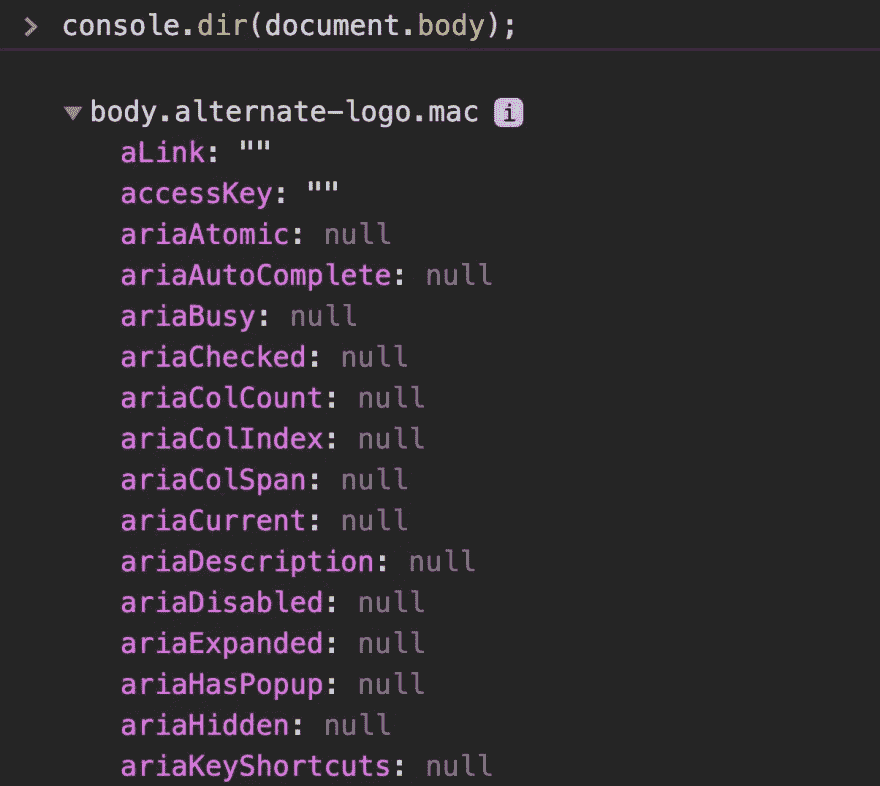 > console.dir(document.body);
▼ body.alternate-logo.mac i
aLink: ""
accessKey: ""
ariaAtomic: null
ariaAutoComplete: null
ariaBusy: null
ariaChecked: null
ariaColCount: null
ariaColIndex: null
ariaColSpan: null
ariaCurrent: null
ariaDescription: null
ariaDisabled: null
ariaExpanded: null
ariaHasPopup: null
ariaHidden: null
ariaKeyShortcuts: null